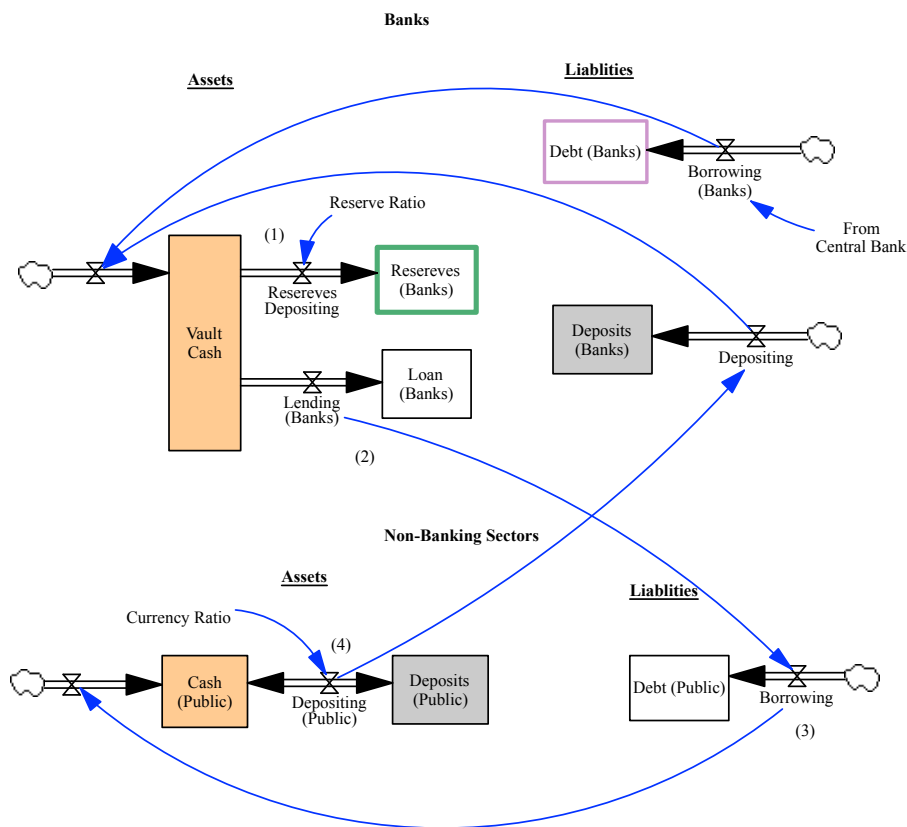 Banks
Assets
Liablities
Debt (Banks)
Borrowing
(Banks)
From
Central Bank
Reserve Ratio
(1)
Resereves
Depositing
Resereves
(Banks)
Vault
Cash
Deposits
(Banks)
Depositing
Lending
(Banks)
Loan
(Banks)
(2)
Non-Banking Sectors
Assets
Liablities
Currency Ratio
(4)
Cash
(Public)
Depositing
(Public)
Deposits
(Public)
Debt (Public)
Borrowing
(3)